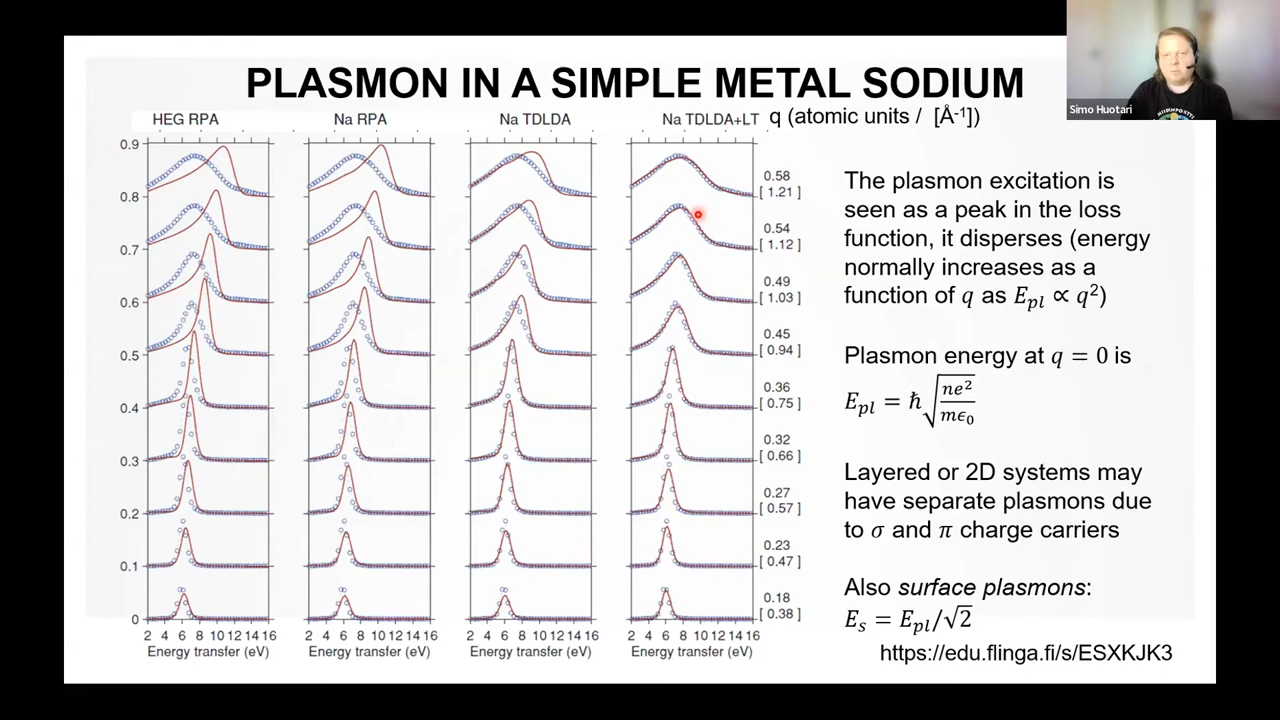 PLASMON IN A SIMPLE METAL SODIUM
Simo Huotari
HEG RPA
Na RPA
Na TDLDA
Na TDLDA+LT
q (atomic units / [Å⁻¹])
0.9
0.8
0.7
0.6
0.5
0.4
0.3
0.2
0.1
0
0.58
[ 1.21]
0.54
[ 1.12]
0.49
[ 1.03]
0.45
[ 0.94]
0.36
[ 0.75]
0.32
[ 0.66]
0.27
[ 0.57]
0.23
[ 0.47]
0.18
[ 0.38]
2 4 6 8 10 12 14 16
2 4 6 8 10 12 14 16
2 4 6 8 10 12 14 16
2 4 6 8 10 12 14 16
Energy transfer (eV)
Energy transfer (eV)
Energy transfer (eV)
Energy transfer (eV)
The plasmon excitation is
seen as a peak in the loss
function, it disperses (energy
normally increases as a
function of q as E_pl ∝ q²)
Plasmon energy at q = 0 is
E_pl = ħ√(ne²/mϵ₀)
Layered or 2D systems may
have separate plasmons due
to σ and π charge carriers
Also surface plasmons:
E_s = E_pl/√2
https://edu.flinga.fi/s/ESXKJK3